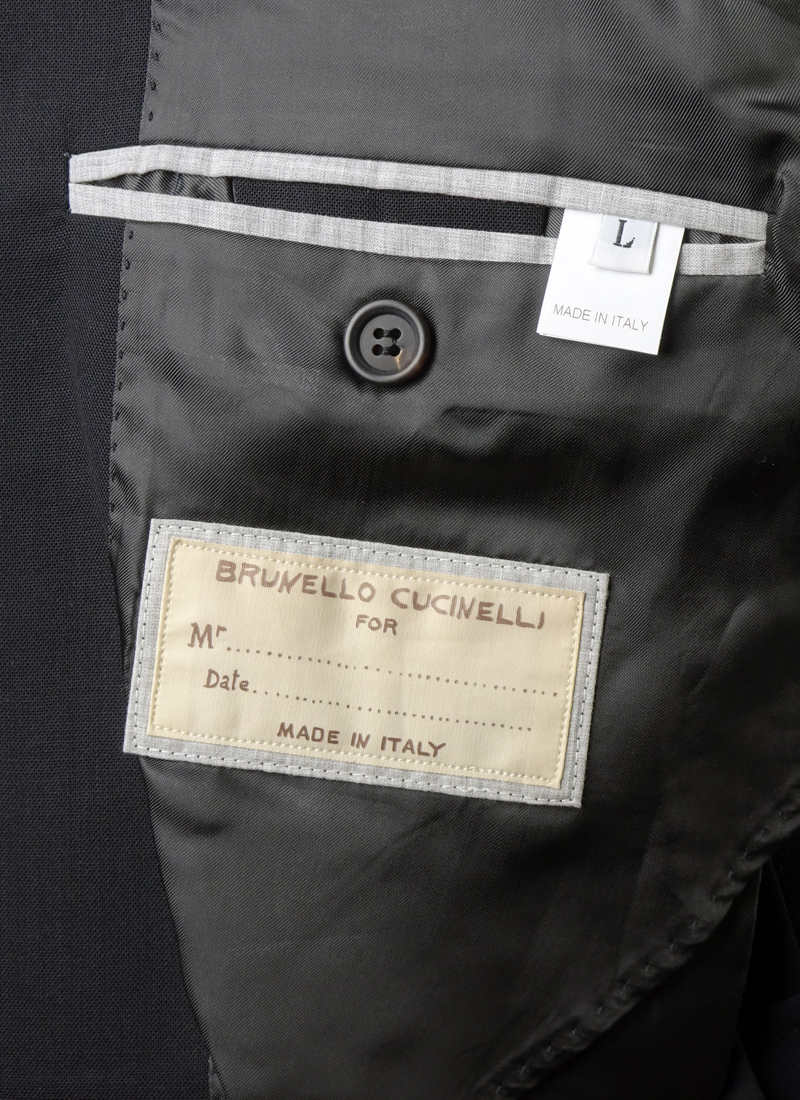 L
MADE IN ITALY
BRUNELLO CUCINELLI
FOR
Mr...............................
Date..............................
MADE IN ITALY